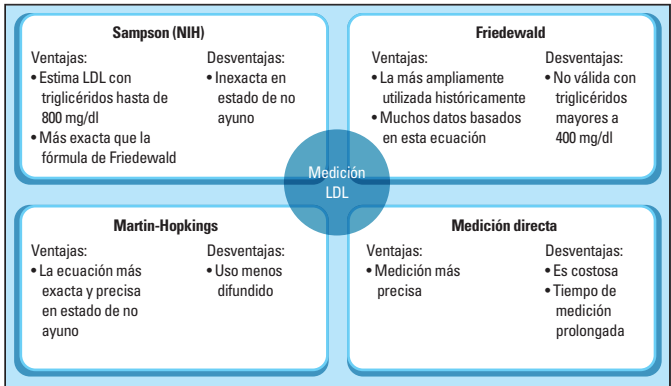 Sampson (NIH)
Ventajas:
• Estima LDL con
triglicéridos hasta de
800 mg/dl
• Más exacta que la
fórmula de Friedewald
Desventajas:
• Inexacta en
estado de no
ayuno
Friedewald
Ventajas:
• La más ampliamente
utilizada históricamente
• Muchos datos basados
en esta ecuación
Desventajas:
• No válida con
triglicéridos
mayores a
400 mg/dl
Medición
LDL
Martin-Hopkings
Ventajas:
• La ecuación más
exacta y precisa
en estado de no
ayuno
Desventajas:
• Uso menos
difundido
Medición directa
Ventajas:
• Medición más
precisa
Desventajas:
• Es costosa
• Tiempo de
medición
prolongada